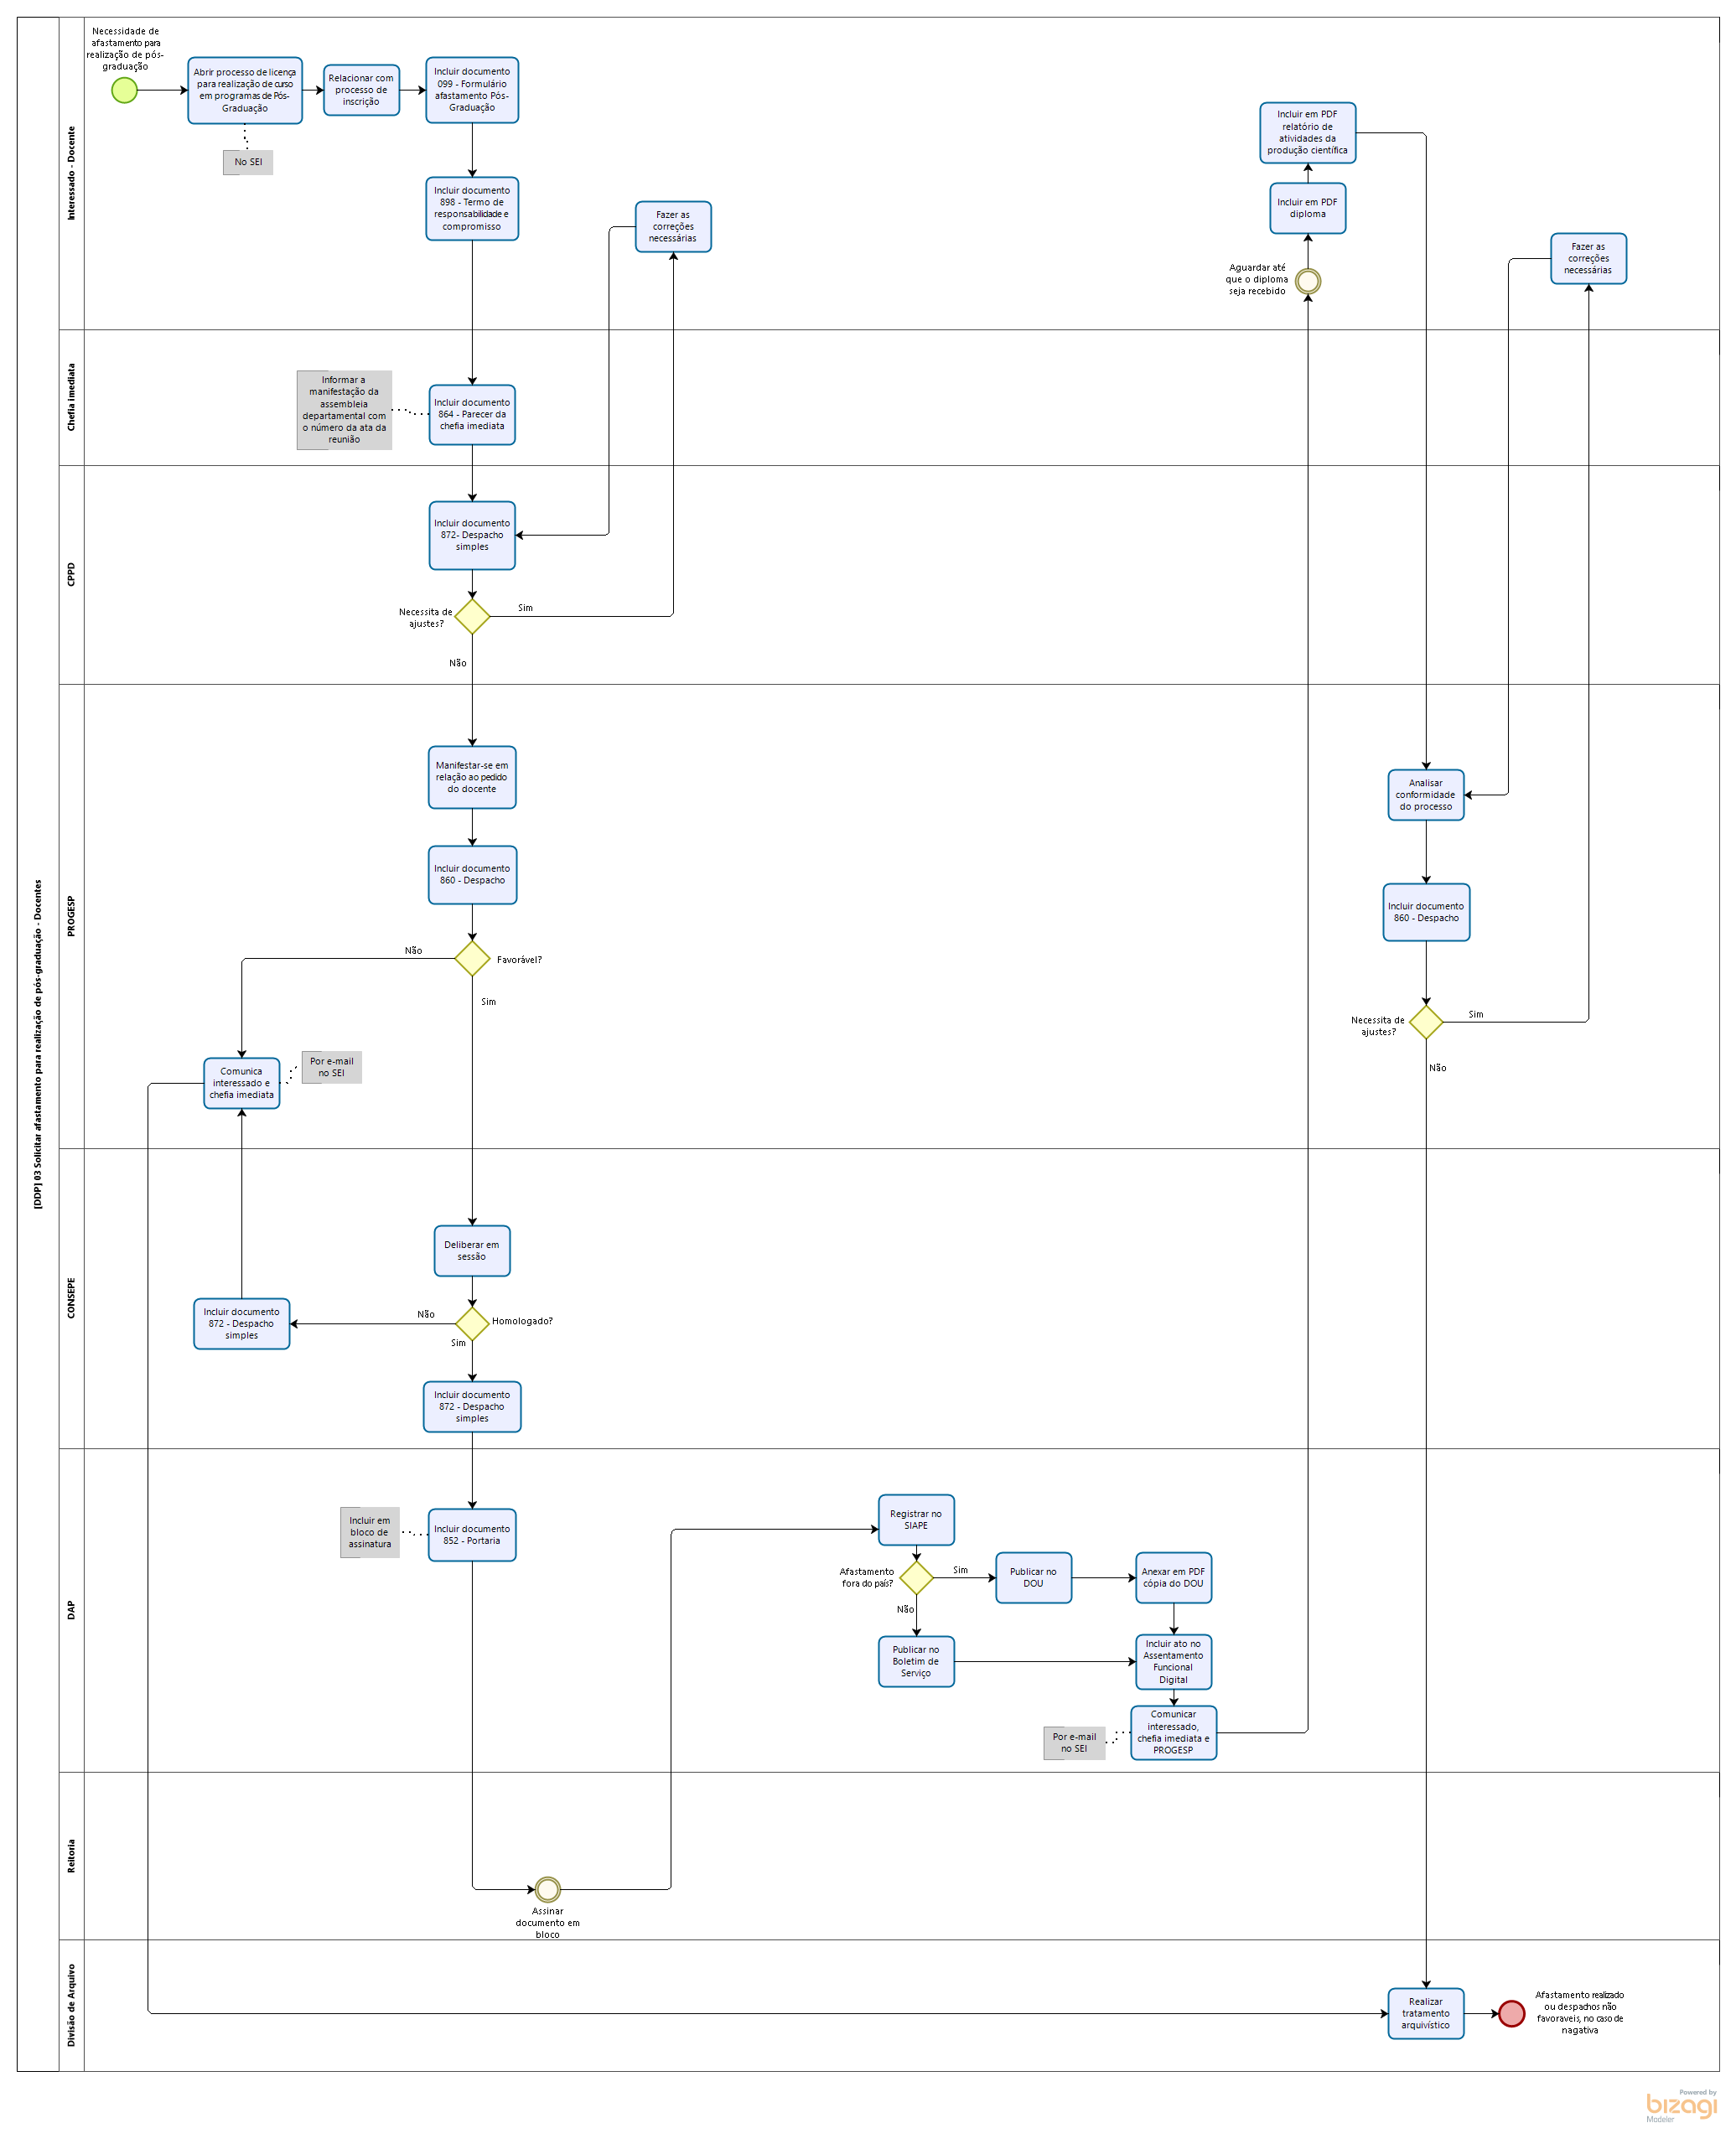 [DDP] 03 Solicitar afastamento para realização de pós-graduação - Docentes
Interessado - Docente
Necessidade de
afastamento para
realização de pós-
graduação
Abrir processo de licença
para realização de curso
em programas de Pós-
Graduação
No SEI
Relacionar com
processo de
inscrição
Incluir documento
099 - Formulário
afastamento Pós-
Graduação
Incluir documento
898 - Termo de
responsabilidade e
compromisso
Fazer as
correções
necessárias
Incluir em PDF
relatório de
atividades da
produção científica
Incluir em PDF
diploma
Aguardar até
que o diploma
seja recebido
Fazer as
correções
necessárias
Chefia Imediata
Informar a
manifestação da
assembleia
departamental com
o número da ata da
reunião
Incluir documento
864 - Parecer da
chefia imediata
CPPD
Incluir documento
872- Despacho
simples
Necessita de
ajustes?
Sim
Não
PROGESP
Manifestar-se em
relação ao pedido
do docente
Incluir documento
860 - Despacho
Favorável?
Não
Sim
Comunica
interessado e
chefia imediata
Por e-mail
no SEI
Analisar
conformidade
do processo
Incluir documento
860 - Despacho
Necessita de
ajustes?
Sim
Não
CONSEPE
Deliberar em
sessão
Homologado?
Não
Sim
Incluir documento
872 - Despacho
simples
Incluir documento
872 - Despacho
simples
DAP
Incluir em
bloco de
assinatura
Incluir documento
852 - Portaria
Registrar no
SIAPE
Afastamento
fora do país?
Sim
Não
Publicar no
DOU
Anexar em PDF
cópia do DOU
Publicar no
Boletim de
Serviço
Incluir ato no
Assentamento
Funcional
Digital
Comunicar
interessado,
chefia imediata e
PROGESP
Por e-mail
no SEI
Reitoria
Assinar
documento em
bloco
Divisão de Arquivo
Realizar
tratamento
arquivístico
Afastamento realizado
ou despachos não
favoraveis, no caso de
nagativa
Powered by
bizagi
Modeler